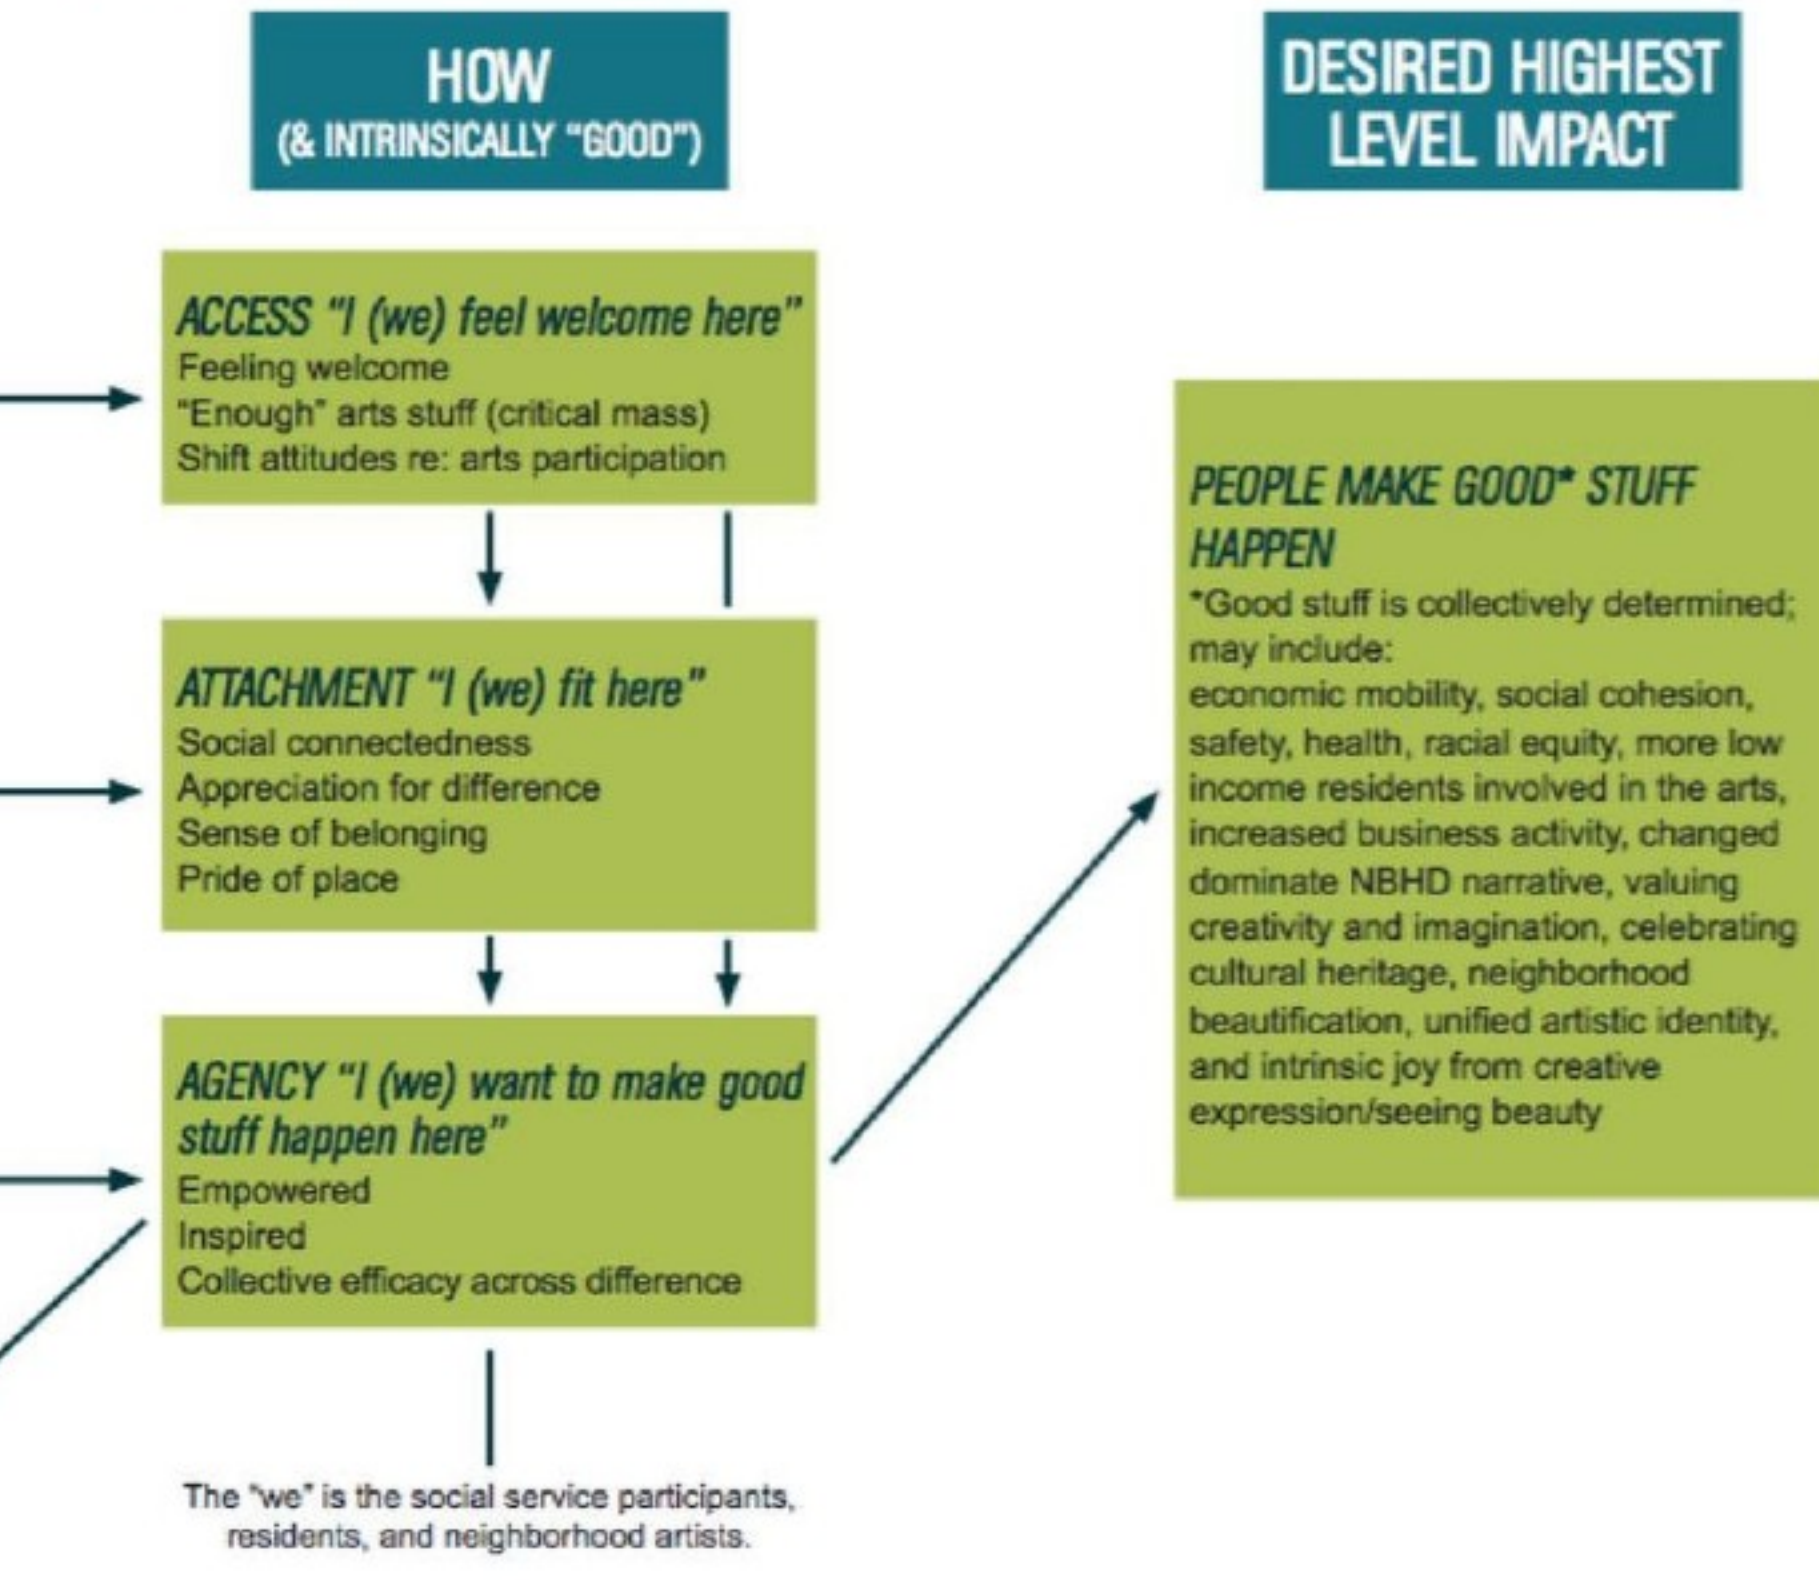 HOW
(& INTRINSICALLY "GOOD")
ACCESS "I (we) feel welcome here"
Feeling welcome
"Enough" arts stuff (critical mass)
Shift attitudes re: arts participation
ATTACHMENT "I (we) fit here"
Social connectedness
Appreciation for difference
Sense of belonging
Pride of place
AGENCY "I (we) want to make good
stuff happen here"
Empowered
Inspired
Collective efficacy across difference
The "we" is the social service participants,
residents, and neighborhood artists.
DESIRED HIGHEST
LEVEL IMPACT
PEOPLE MAKE GOOD* STUFF
HAPPEN
*Good stuff is collectively determined;
may include:
economic mobility, social cohesion,
safety, health, racial equity, more low
income residents involved in the arts,
increased business activity, changed
dominate NBHD narrative, valuing
creativity and imagination, celebrating
cultural heritage, neighborhood
beautification, unified artistic identity,
and intrinsic joy from creative
expression/seeing beauty